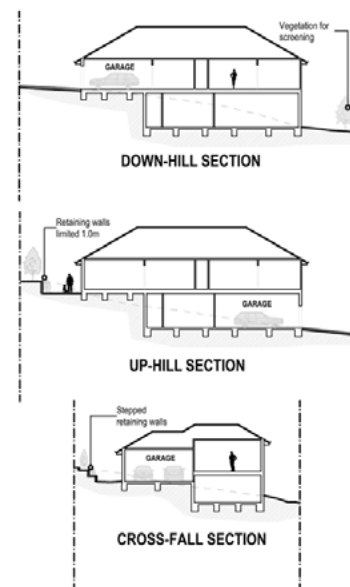 Vegetation for
screening
GARAGE
DOWN-HILL SECTION
Retaining walls
limited 1.0m
GARAGE
UP-HILL SECTION
Stepped
retaining walls
GARAGE
CROSS-FALL SECTION